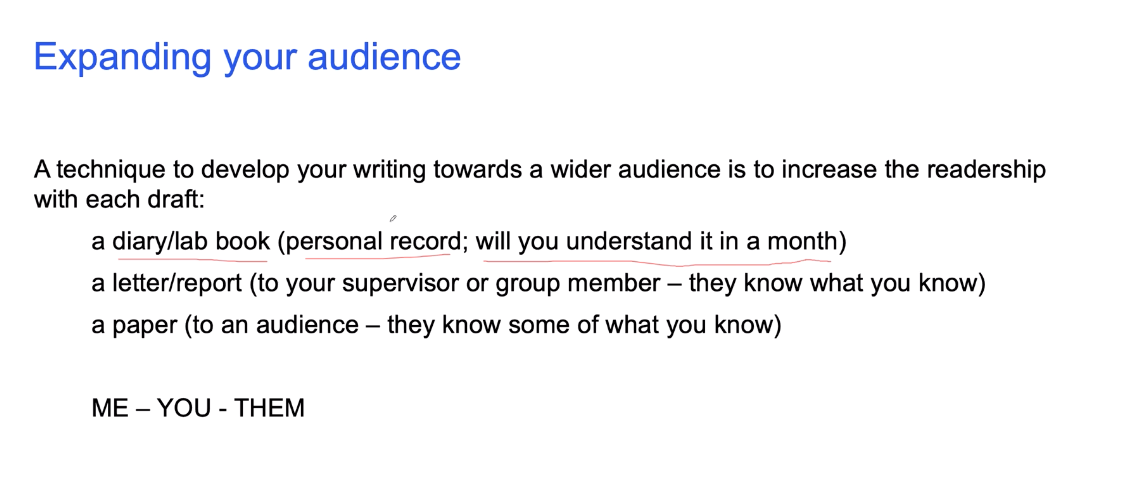 Expanding your audience
A technique to develop your writing towards a wider audience is to increase the readership
with each draft:
a diary/lab book (personal record; will you understand it in a month)
a letter/report (to your supervisor or group member – they know what you know)
a paper (to an audience – they know some of what you know)
ME – YOU - THEM